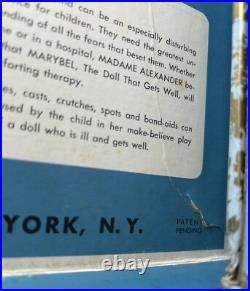 and can be an especially disturbing
ce for children. They need the greatest un-
nding of all the fears that beset them. Whether
e or in a hospital, MADAME ALEXANDER be-
hat MARYBEL, The Doll That Gets Well, will
forting therapy.
es, casts, crutches, spots and band-aids can
used by the child in her make-believe play
a doll who is ill and gets well.
YORK, N. Y.
PATENT
PENDING